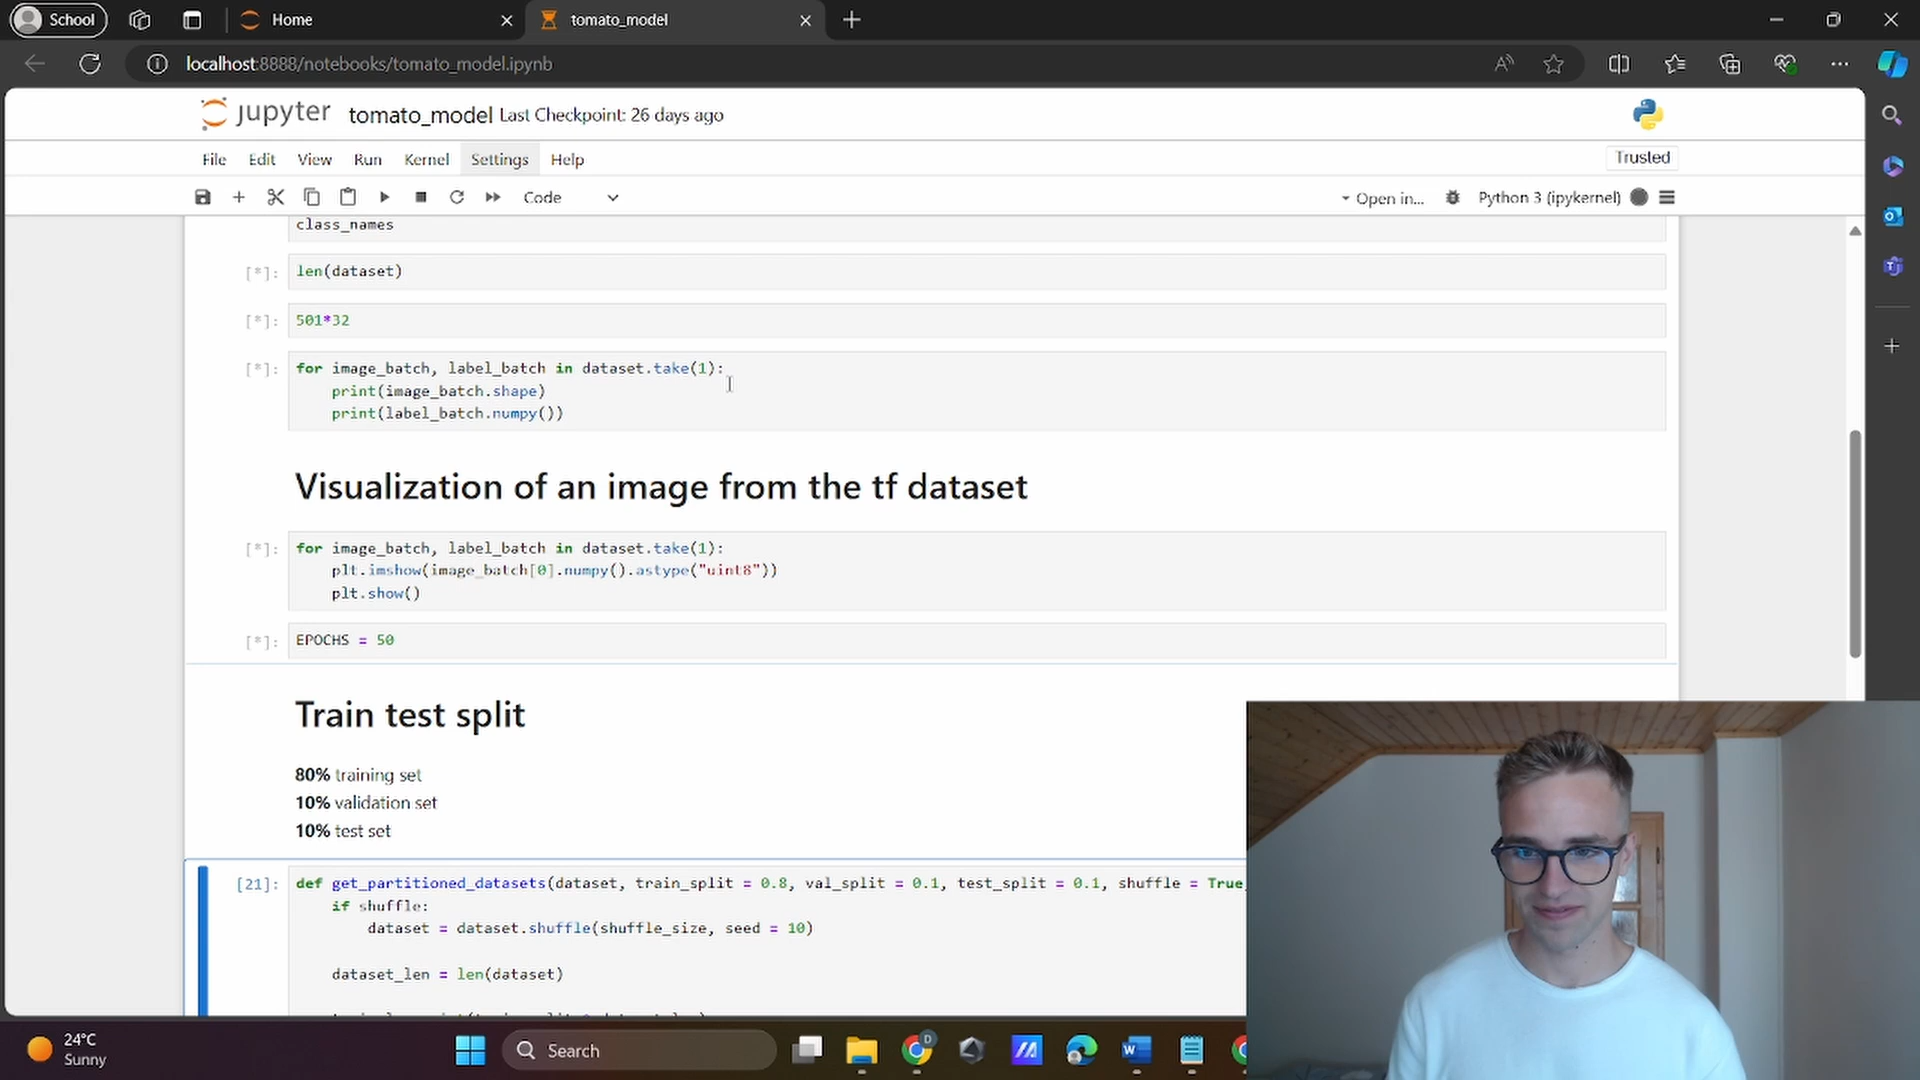 School
Home
tomato_model
localhost:8888/notebooks/tomato_model.ipynb
jupyter tomato_model Last Checkpoint: 26 days ago
File Edit View Run Kernel Settings Help
Trusted
Code
Open in...
Python 3 (ipykernel)
class_names
[*]: len(dataset)
[*]: 501*32
[*]: for image_batch, label_batch in dataset.take(1):
print(image_batch.shape)
print(label_batch.numpy())
Visualization of an image from the tf dataset
[*]: for image_batch, label_batch in dataset.take(1):
plt.imshow(image_batch[0].numpy().astype("uint8"))
plt.show()
[*]: EPOCHS = 50
Train test split
80% training set
10% validation set
10% test set
[21]: def get_partitioned_datasets(dataset, train_split = 0.8, val_split = 0.1, test_split = 0.1, shuffle = True,
if shuffle:
dataset = dataset.shuffle(shuffle_size, seed = 10)
dataset_len = len(dataset)
24°C
Sunny
Search